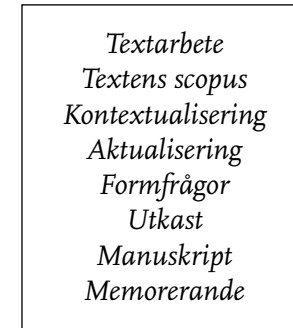 Textarbete
Textens scopus
Kontextualisering
Aktualisering
Formfrågor
Utkast
Manuskript
Memorerande